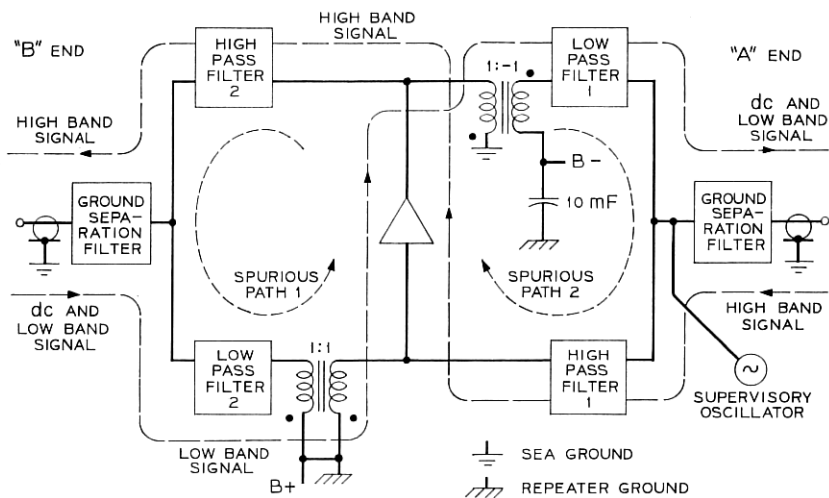 "B" END
HIGH
PASS
FILTER
2
HIGH BAND
SIGNAL
1:-1
LOW
PASS
FILTER
1
"A" END
HIGH BAND
SIGNAL
dc AND
LOW BAND
SIGNAL
B-
10 mF
GROUND
SEPA-
RATION
FILTER
GROUND
SEPA-
RATION
FILTER
SPURIOUS
PATH 1
SPURIOUS
PATH 2
dc AND
LOW BAND
SIGNAL
HIGH BAND
SIGNAL
LOW
PASS
FILTER
2
1:1
HIGH
PASS
FILTER
1
SUPERVISORY
OSCILLATOR
LOW BAND
SIGNAL
B+
SEA GROUND
REPEATER GROUND